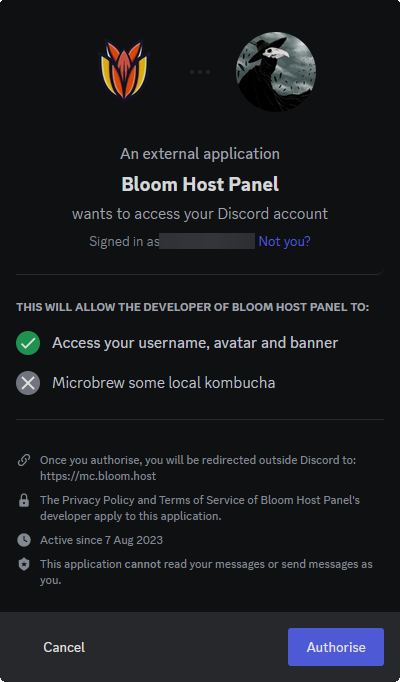 An external application
Bloom Host Panel
wants to access your Discord account
Signed in as Not you?
THIS WILL ALLOW THE DEVELOPER OF BLOOM HOST PANEL TO:
Access your username, avatar and banner
Microbrew some local kombucha
Once you authorise, you will be redirected outside Discord to:
https://mc.bloom.host
The Privacy Policy and Terms of Service of Bloom Host Panel's
developer apply to this application.
Active since 7 Aug 2023
This application cannot read your messages or send messages as
you.
Cancel
Authorise